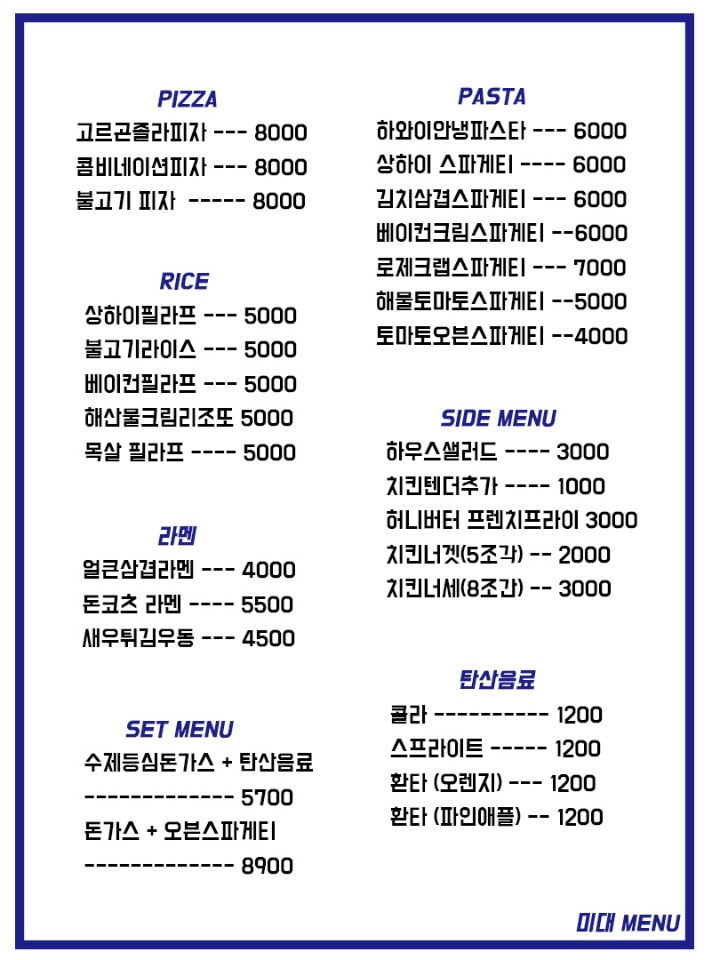 PIZZA
고르곤졸라피자 --- 8000
콤비네이션피자 --- 8000
불고기 피자 ----- 8000
RICE
상하이필라프 --- 5000
불고기라이스 --- 5000
베이컨필라프 --- 5000
해산물크림리조또 5000
목살 필라프 ---- 5000
라멘
얼큰삼겹라멘 --- 4000
돈코츠 라멘 ---- 5500
새우튀김우동 --- 4500
SET MENU
수제등심돈가스 + 탄산음료
------------- 5700
돈가스 + 오븐스파게티
------------- 8900
PASTA
하와이안냉파스타 --- 6000
상하이 스파게티 ---- 6000
김치삼겹스파게티 --- 6000
베이컨크림스파게티 --6000
로제크랩스파게티 --- 7000
해물토마토스파게티 --5000
토마토오븐스파게티 --4000
SIDE MENU
하우스샐러드 ---- 3000
치킨텐더추가 ---- 1000
허니버터 프렌치프라이 3000
치킨너겟(5조각) -- 2000
치킨너세(8조간) -- 3000
탄산음료
콜라 ---------- 1200
스프라이트 ----- 1200
환타 (오렌지) --- 1200
환타 (파인애플) -- 1200
미대 MENU